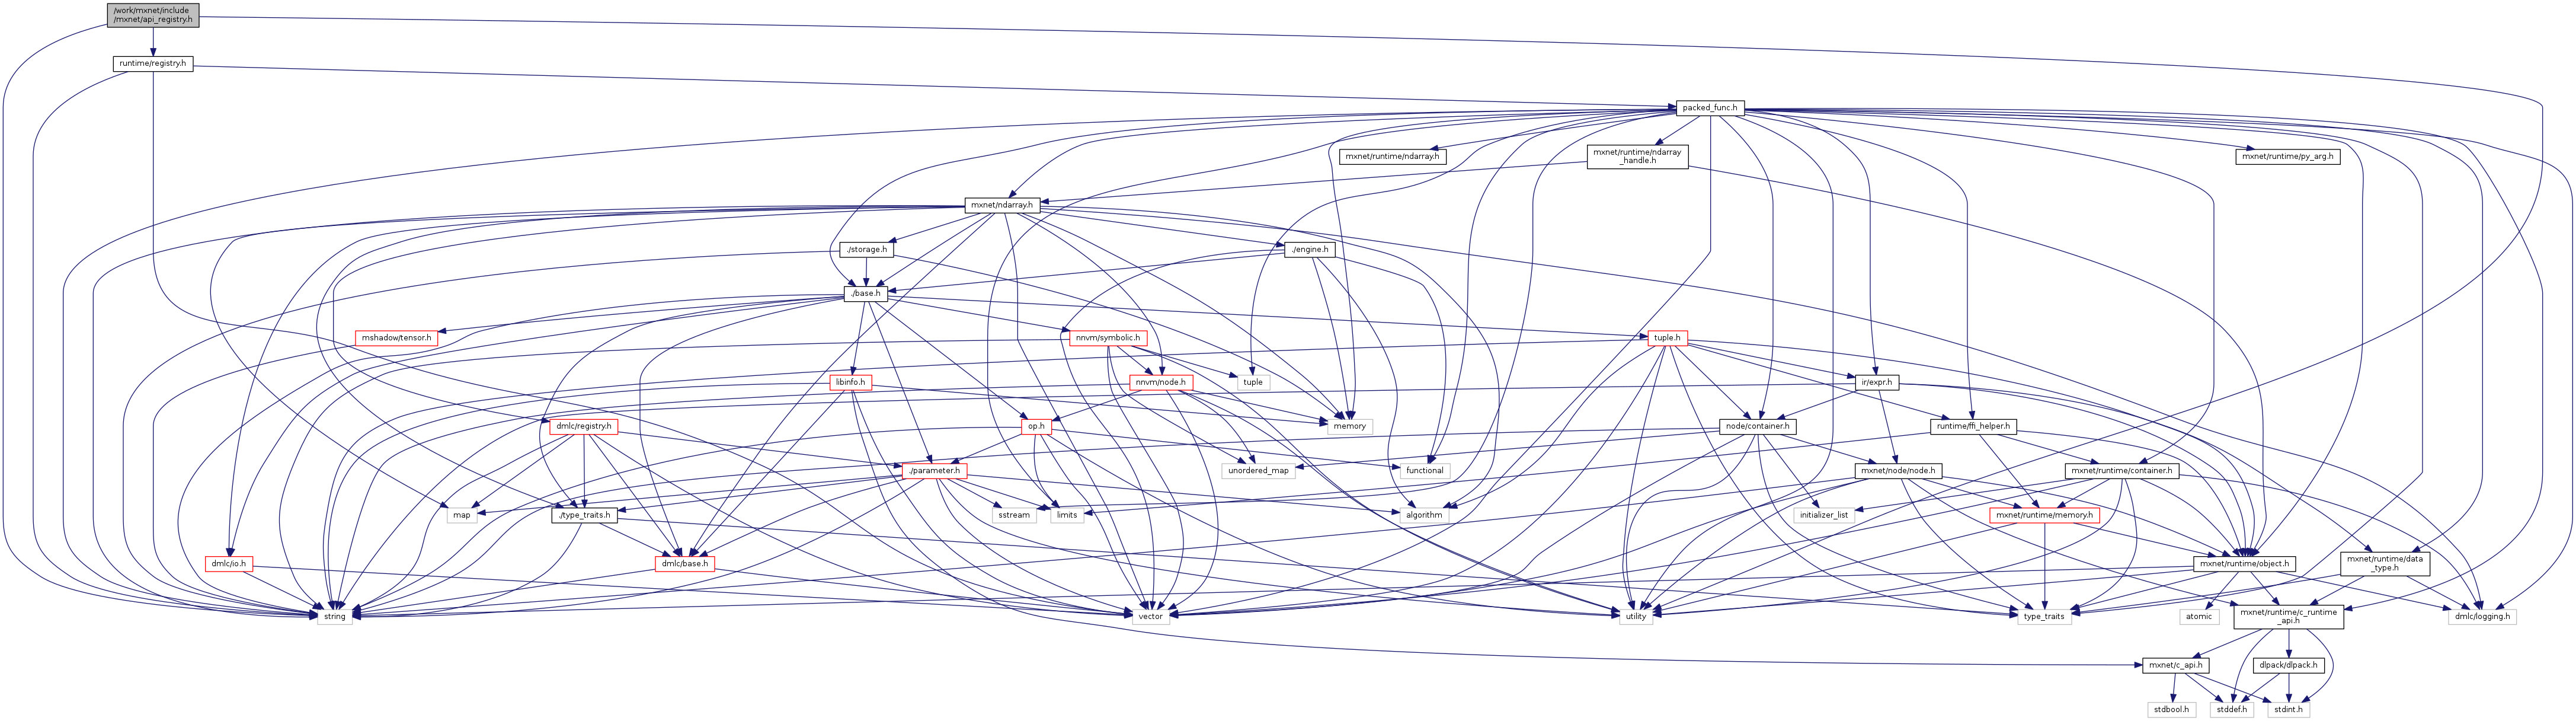 /work/mxnet/include
/mxnet/api_registry.h
runtime/registry.h
packed_func.h
mxnet/runtime/ndarray.h
mxnet/runtime/ndarray
_handle.h
mxnet/runtime/py_arg.h
mxnet/ndarray.h
./storage.h
./engine.h
./base.h
mshadow/tensor.h
nnvm/symbolic.h
tuple.h
libinfo.h
nnvm/node.h
tuple
ir/expr.h
dmlc/registry.h
op.h
memory
node/container.h
runtime/ffi_helper.h
./parameter.h
unordered_map
functional
mxnet/node/node.h
mxnet/runtime/container.h
map
./type_traits.h
sstream
limits
algorithm
initializer_list
mxnet/runtime/memory.h
dmlc/io.h
dmlc/base.h
mxnet/runtime/object.h
mxnet/runtime/data
_type.h
string
vector
utility
type_traits
atomic
mxnet/runtime/c_runtime
_api.h
dmlc/logging.h
mxnet/c_api.h
dlpack/dlpack.h
stdbool.h
stddef.h
stdint.h